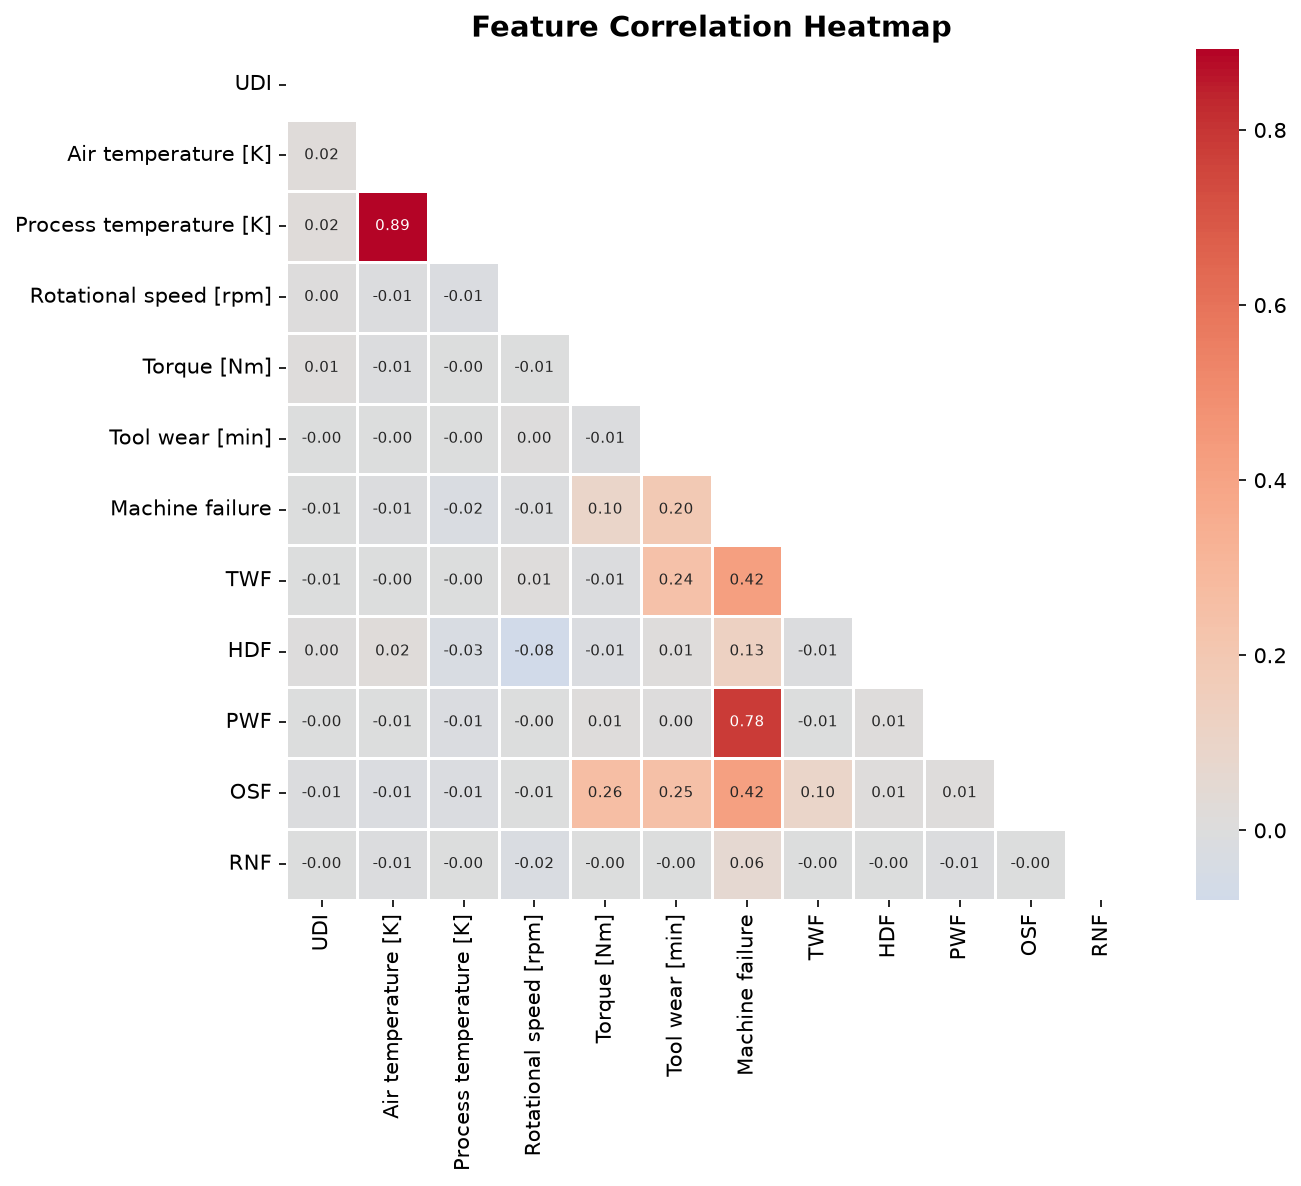 Feature Correlation Heatmap
UDI
Air temperature [K] 0.02
Process temperature [K] 0.02 0.89
Rotational speed [rpm] 0.00 -0.01 -0.01
Torque [Nm] 0.01 -0.01 -0.00 -0.01
Tool wear [min] -0.00 -0.00 -0.00 0.00 -0.01
Machine failure -0.01 -0.01 -0.02 -0.01 0.10 0.20
TWF -0.01 -0.00 -0.00 0.01 -0.01 0.24 0.42
HDF 0.00 0.02 -0.03 -0.08 -0.01 0.01 0.13 -0.01
PWF -0.00 -0.01 -0.01 -0.00 0.01 0.00 0.78 -0.01 0.01
OSF -0.01 -0.01 -0.01 -0.01 0.26 0.25 0.42 0.10 0.01 0.01
RNF -0.00 -0.01 -0.00 -0.02 -0.00 -0.00 0.06 -0.00 -0.00 -0.01 -0.00
UDI
Air temperature [K]
Process temperature [K]
Rotational speed [rpm]
Torque [Nm]
Tool wear [min]
Machine failure
TWF
HDF
PWF
OSF
RNF
0.8
0.6
0.4
0.2
0.0